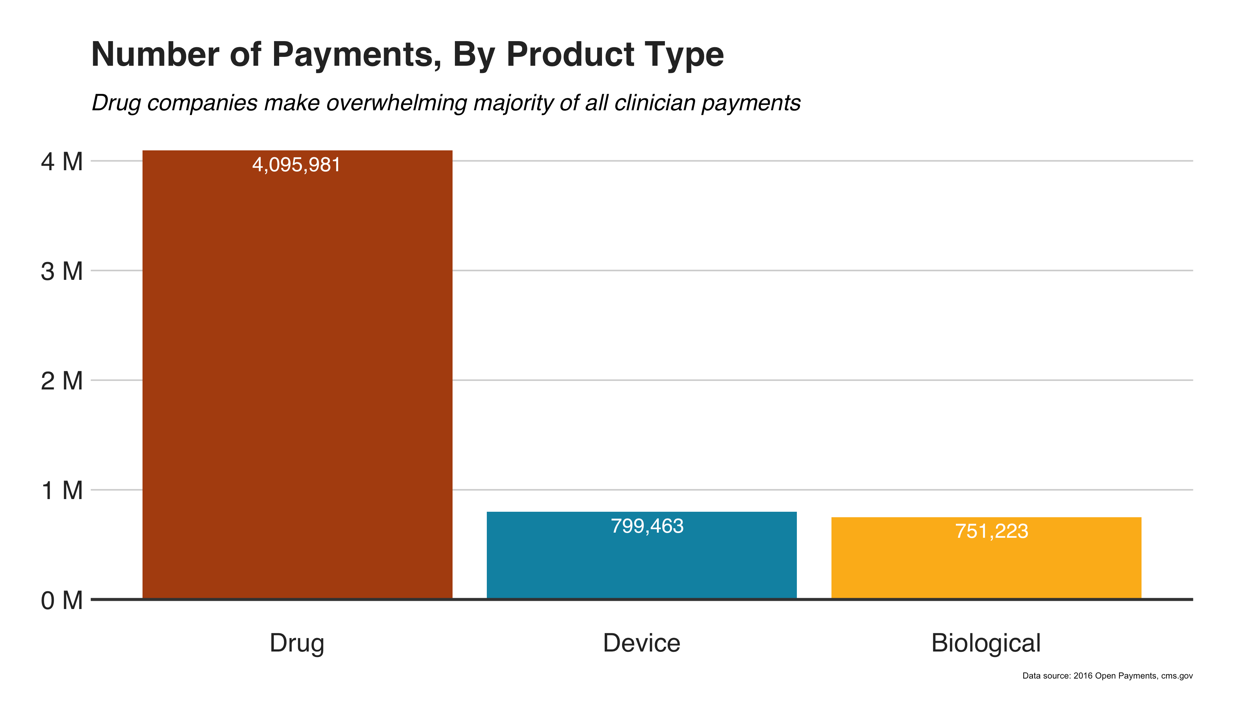 Number of Payments, By Product Type
Drug companies make overwhelming majority of all clinician payments
4 M
3 M
2 M
1 M
0 M
4,095,981
799,463
751,223
Drug
Device
Biological
Data source: 2016 Open Payments, cms.gov